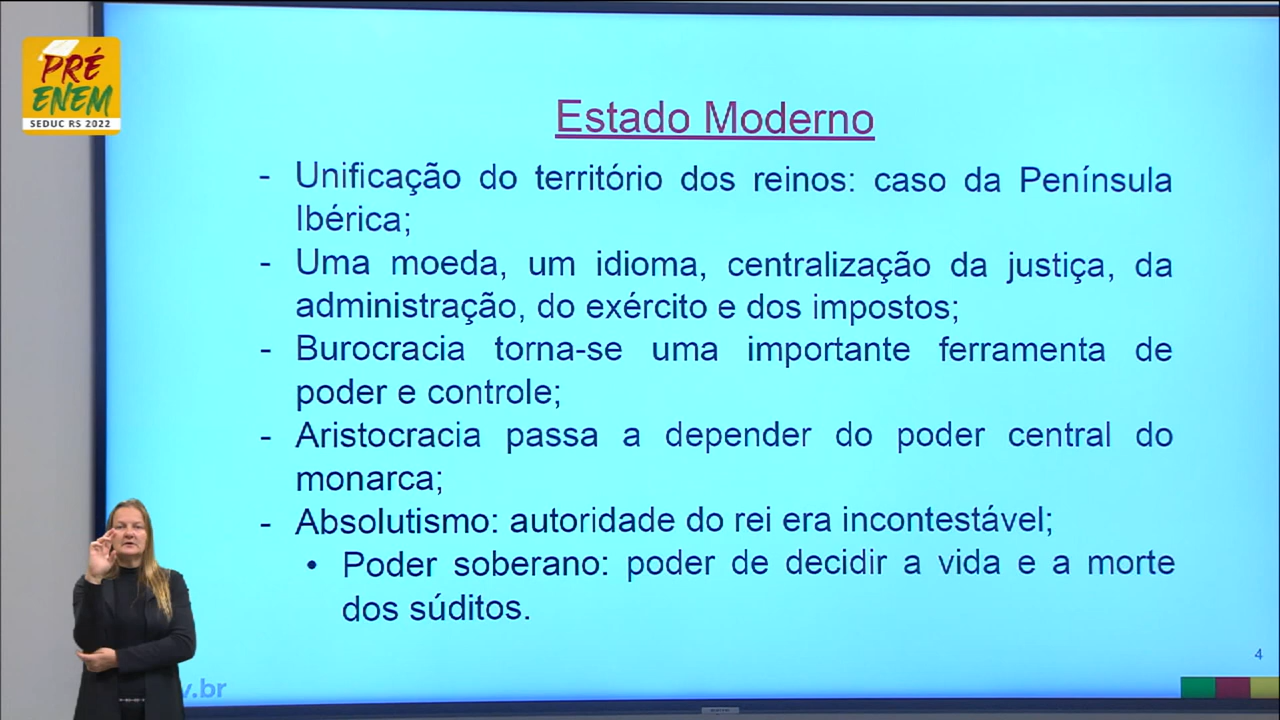 PRÉ
ENEM
SEDUC RS 2022
Estado Moderno
- Unificação do território dos reinos: caso da Península
Ibérica;
- Uma moeda, um idioma, centralização da justiça, da
administração, do exército e dos impostos;
- Burocracia torna-se uma importante ferramenta de
poder e controle;
- Aristocracia passa a depender do poder central do
monarca;
- Absolutismo: autoridade do rei era incontestável;
• Poder soberano: poder de decidir a vida e a morte
dos súditos.
4
v.br